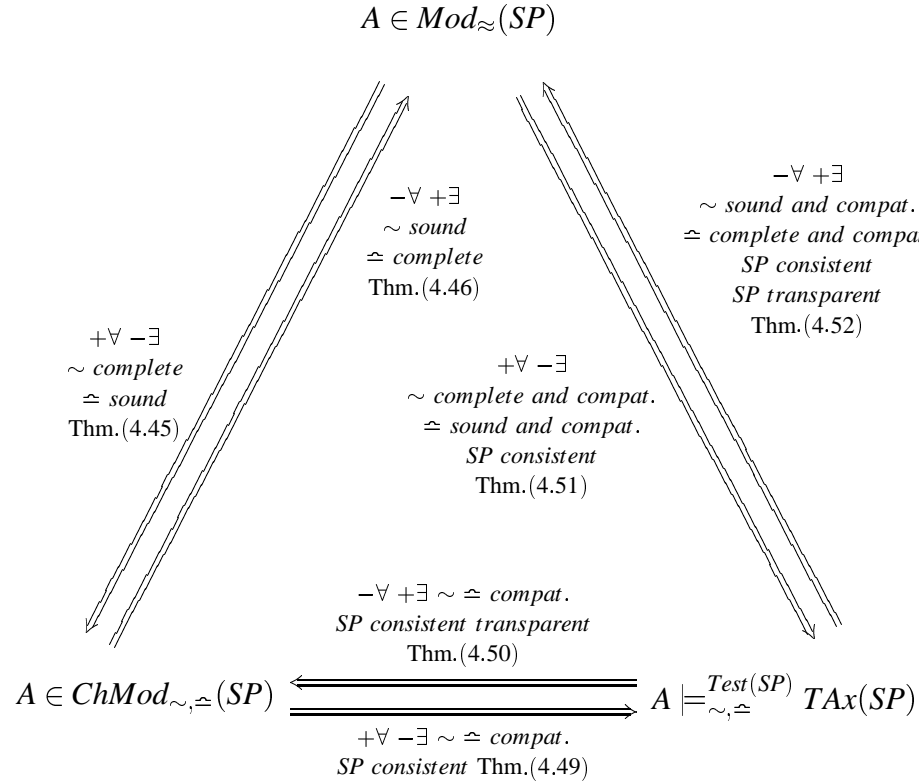 A ∈ Mod≈(SP)
−∀ +∃
∼ sound
≏ complete
Thm.(4.46)
−∀ +∃
∼ sound and compat.
≏ complete and compa
SP consistent
SP transparent
Thm.(4.52)
+∀ −∃
∼ complete
≏ sound
Thm.(4.45)
+∀ −∃
∼ complete and compat.
≏ sound and compat.
SP consistent
Thm.(4.51)
−∀ +∃ ∼ ≏ compat.
SP consistent transparent
Thm.(4.50)
A ∈ ChMod∼,≏(SP)
A ⊨∼,≏^Test(SP) TAx(SP)
+∀ −∃ ∼ ≏ compat.
SP consistent Thm.(4.49)